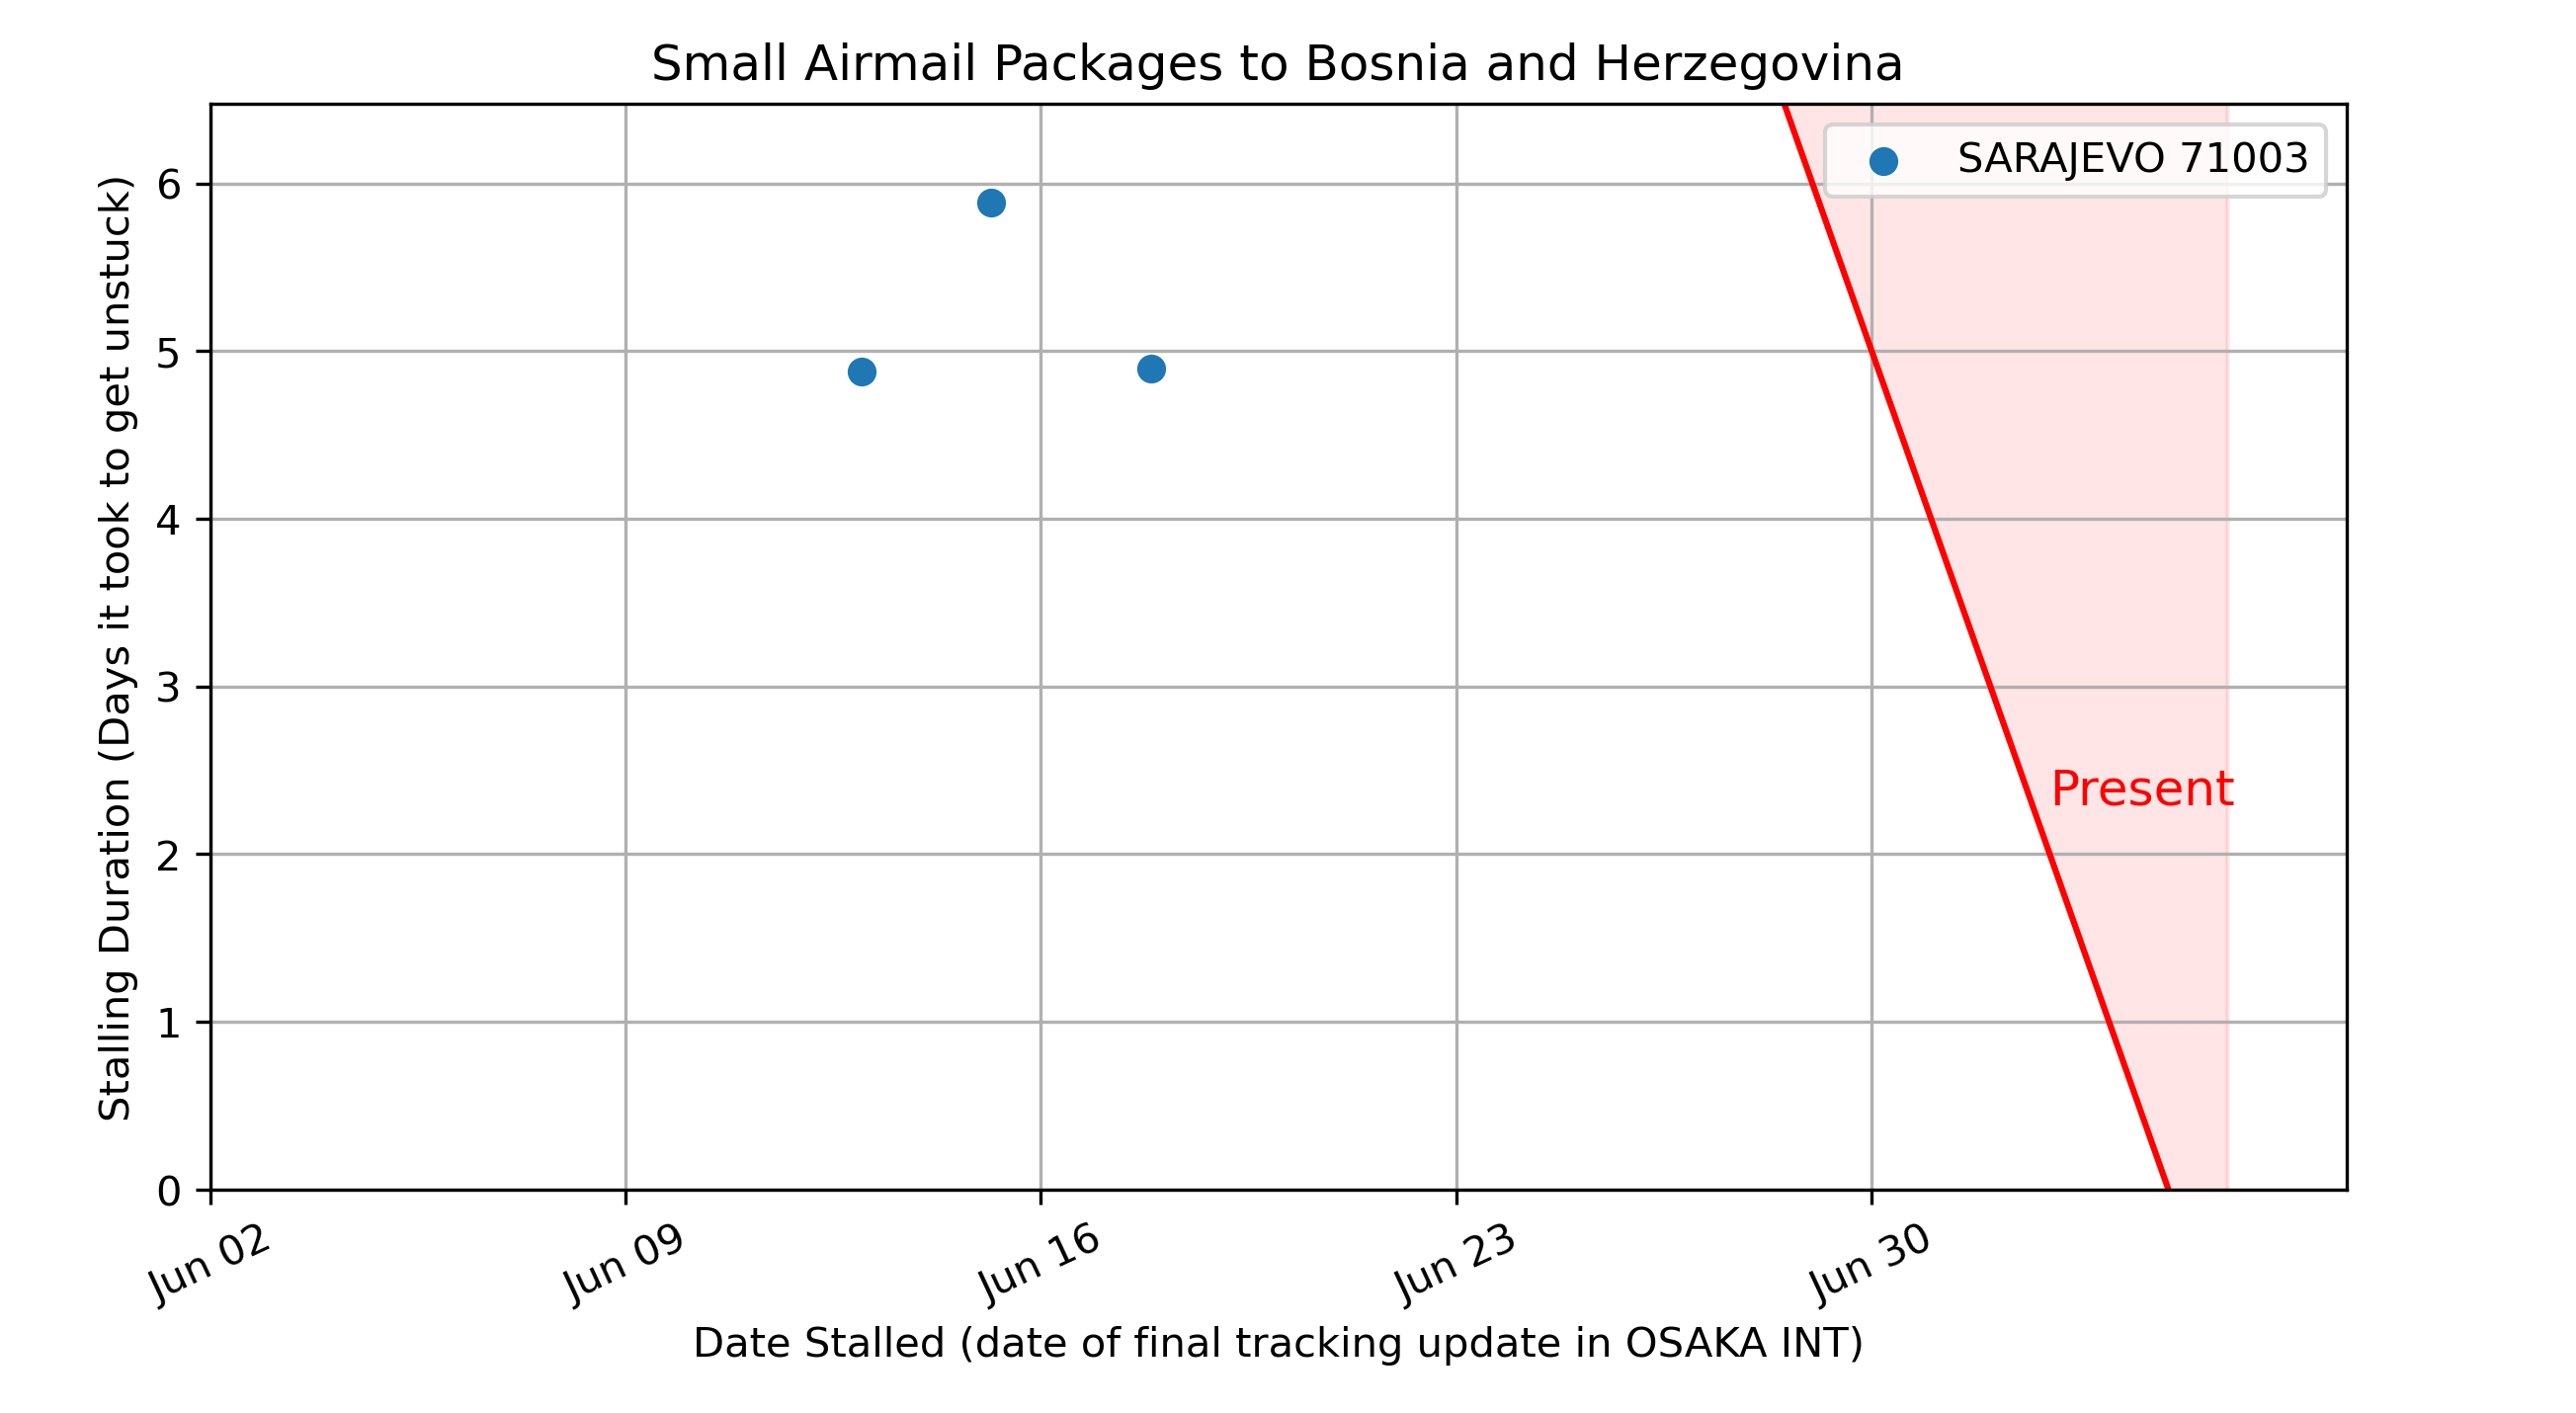 Small Airmail Packages to Bosnia and Herzegovina
SARAJEVO 71003
Stalling Duration (Days it took to get unstuck)
6
5
4
3
2
1
0
Present
Jun 02
Jun 09
Jun 16
Jun 23
Jun 30
Date Stalled (date of final tracking update in OSAKA INT)